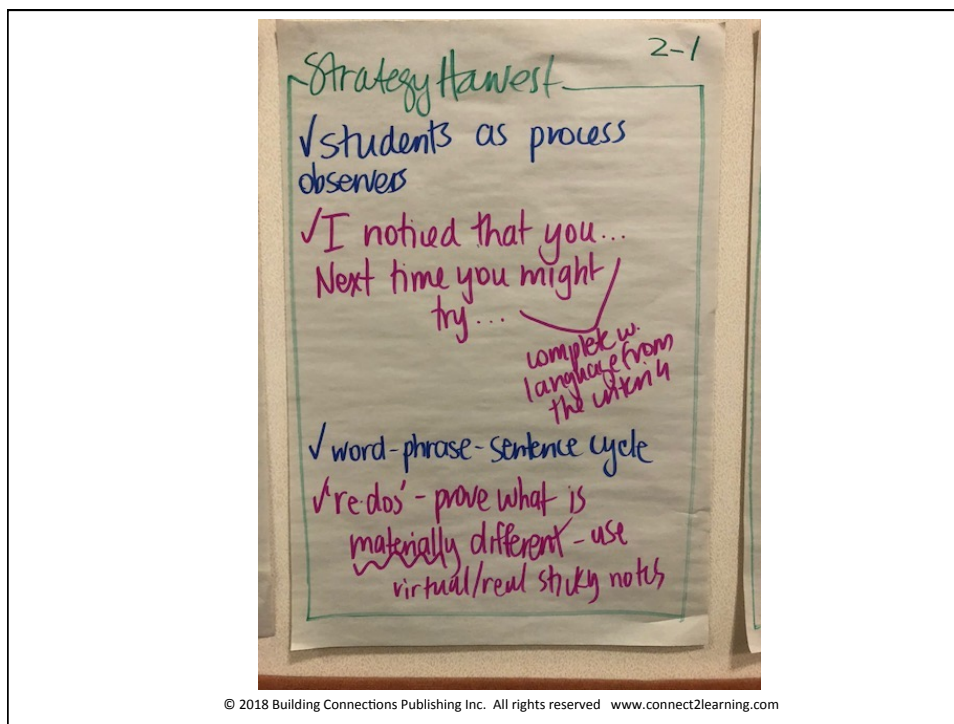 2-1
Strategy Harvest
√students as process
observers
√I noticed that you...
Next time you might
try...
complete w.
language from
the criteria
√word-phrase-sentence cycle
√'re.dos' - prove what is
materially different - use
virtual/real sticky notes
© 2018 Building Connections Publishing Inc. All rights reserved www.connect2learning.com